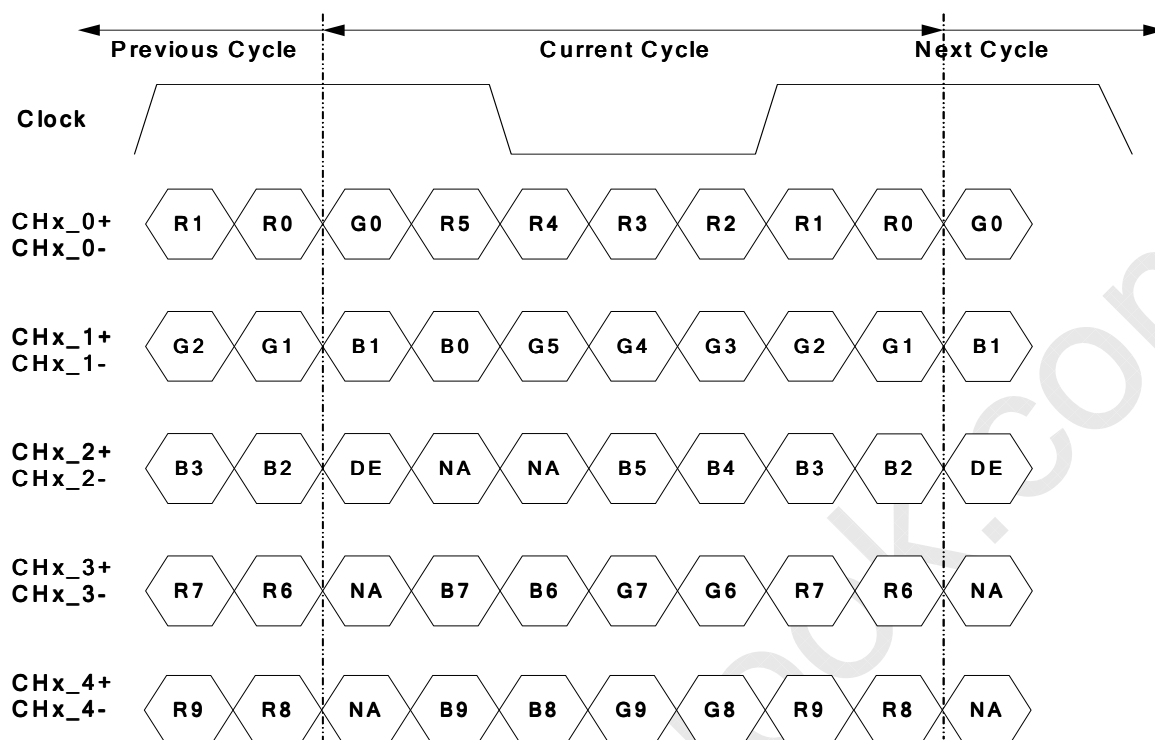 Previous Cycle Current Cycle Next Cycle
Clock
CHx_0+ R1 R0 G0 R5 R4 R3 R2 R1 R0 G0
CHx_0-
CHx_1+ G2 G1 B1 B0 G5 G4 G3 G2 G1 B1
CHx_1-
CHx_2+ B3 B2 DE NA NA B5 B4 B3 B2 DE
CHx_2-
CHx_3+ R7 R6 NA B7 B6 G7 G6 R7 R6 NA
CHx_3-
CHx_4+ R9 R8 NA B9 B8 G9 G8 R9 R8 NA
CHx_4-